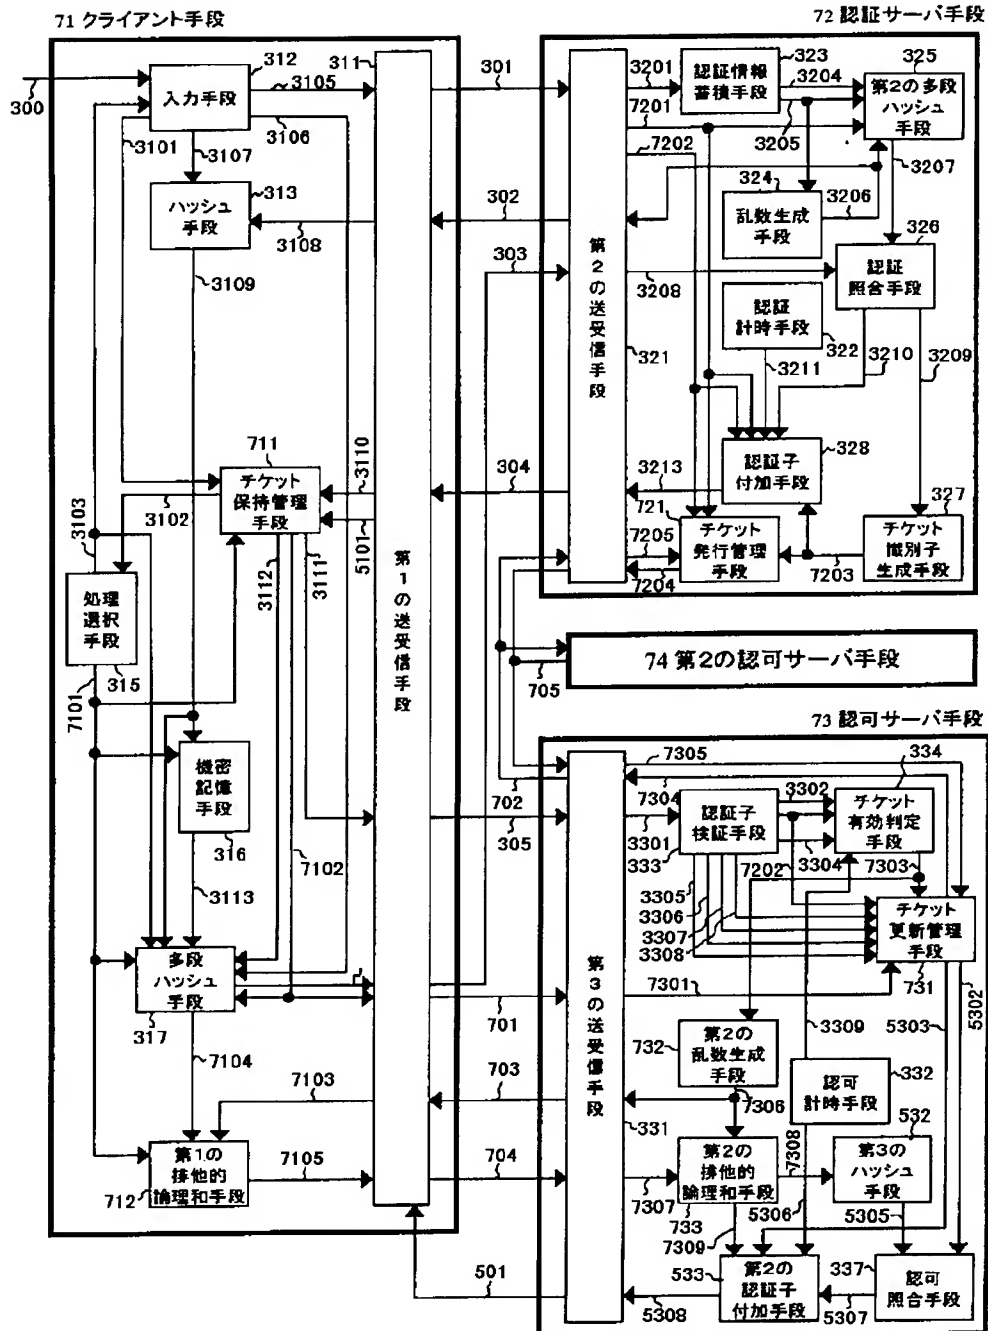 71 クライアント手段
72 認証サーバ手段
300
312
入力手段
3105
3106
3101
3107
313
ハッシュ
手段
3108
3109
311
第1の送受信手段
301
302
303
304
3110
5101
711
チケット
保持管理
手段
3102
3103
3112
3111
処理
選択
手段
315
7101
機密
記憶
手段
316
3113
7102
多段
ハッシュ
手段
317
7104
7103
第1の
排他的
論理和手段
712
7105
第2の送受信手段
321
3201
7201
7202
323
認証情報
蓄積手段
3204
3205
325
第2の多段
ハッシュ
手段
3207
324
乱数生成
手段
3206
326
認証
照合手段
3208
認証
計時手段
322
3211
3210
3209
328
認証子
付加手段
3213
721
チケット
発行管理
手段
7205
7204
7203
327
チケット
識別子
生成手段
74 第2の認可サーバ手段
705
73 認可サーバ手段
702
305
701
703
704
501
第3の送受信手段
331
7305
7304
3301
認証子
検証手段
333
3302
7202
3304
334
チケット
有効判定
手段
7303
3305
3306
3307
3308
チケット
更新管理
手段
731
7301
5302
5303
3309
732
第2の
乱数生成
手段
7306
認可
計時手段
332
第2の
排他的
論理和手段
733
7307
7308
532
第3の
ハッシュ
手段
5306
5305
7309
533
第2の
認証子
付加手段
5308
5307
337
認可
照合手段